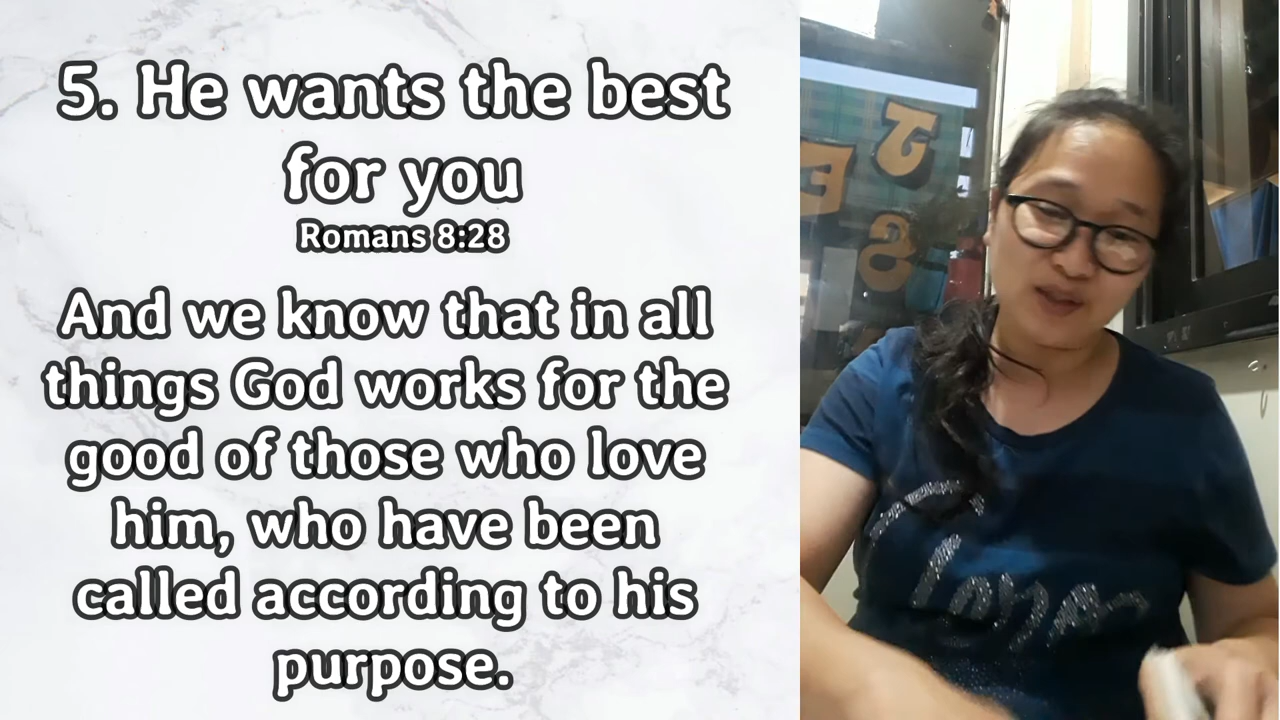 5. He wants the best
for you
Romans 8:28
And we know that in all
things God works for the
good of those who love
him, who have been
called according to his
purpose.
J
E
S